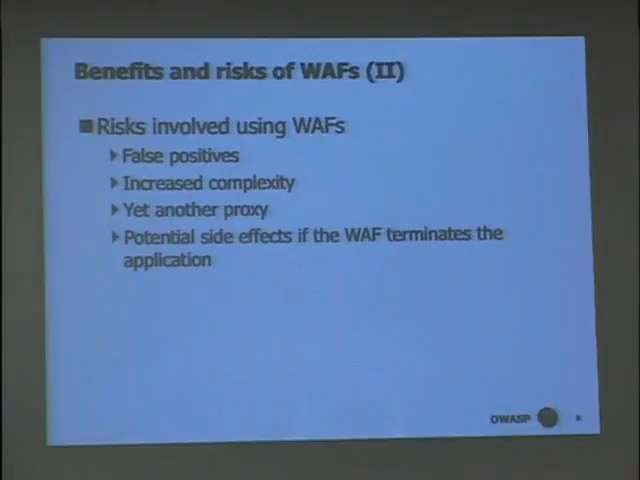 Benefits and risks of WAFs (II)
Risks involved using WAFs
False positives
Increased complexity
Yet another proxy
Potential side effects if the WAF terminates the
application
OWASP